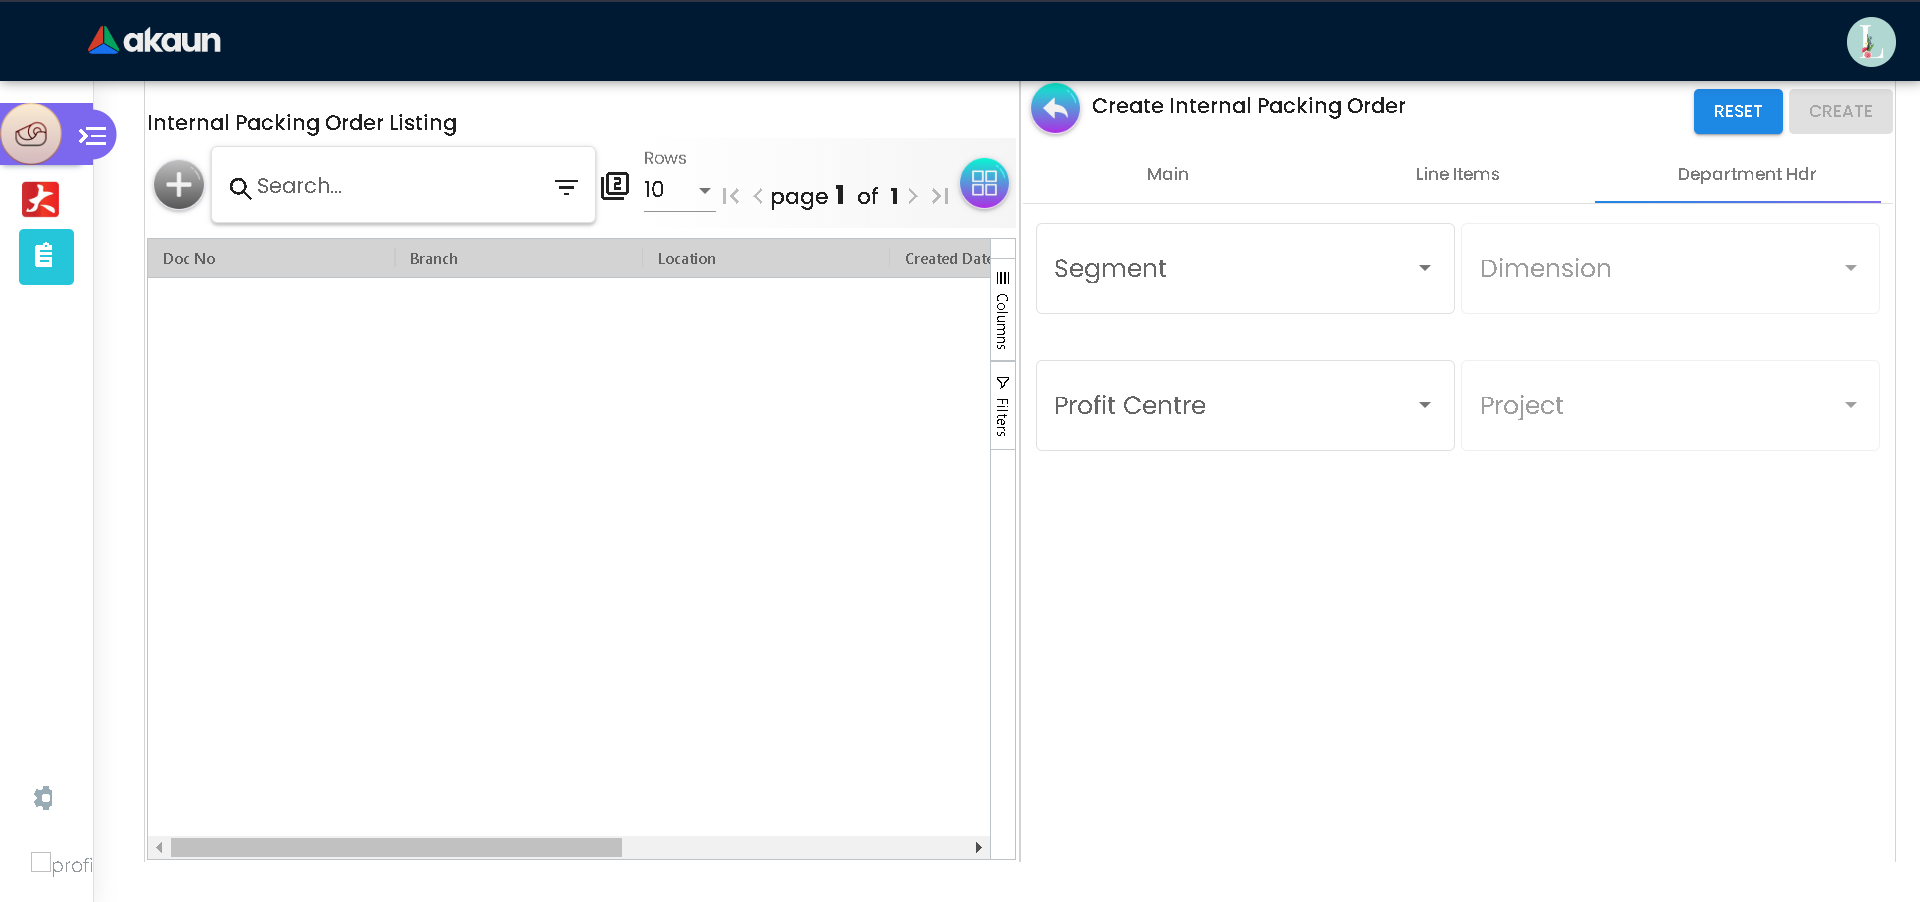 akaun
L
Internal Packing Order Listing
Search...
2
Rows
10
page 1 of 1
Doc No
Branch
Location
Created Date
Columns
Filters
Create Internal Packing Order
RESET
CREATE
Main
Line Items
Department Hdr
Segment
Dimension
Profit Centre
Project
profi